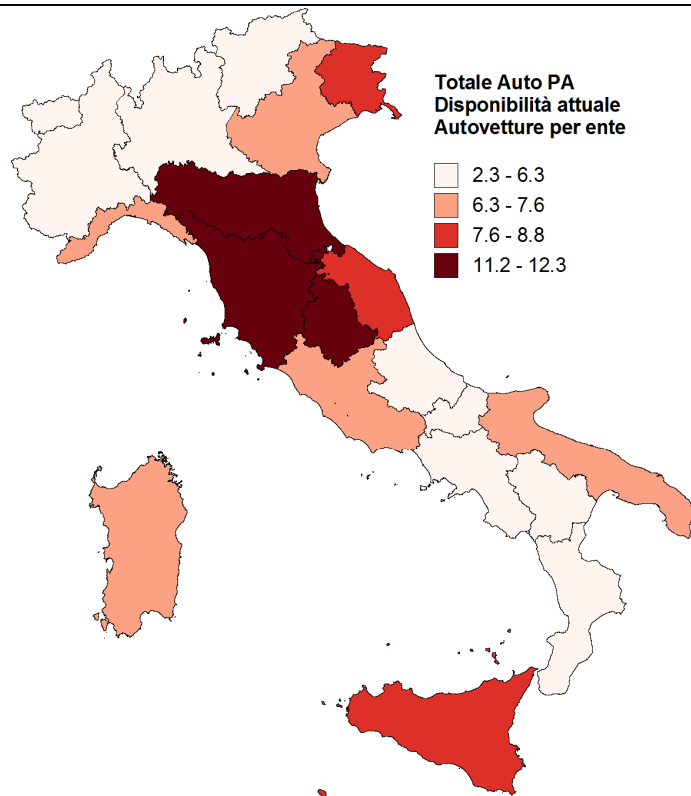 Totale Auto PA
Disponibilità attuale
Autovetture per ente
2.3 - 6.3
6.3 - 7.6
7.6 - 8.8
11.2 - 12.3